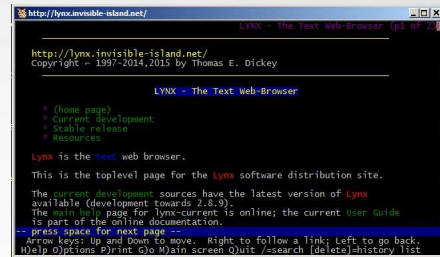 http://lynx.invisible-island.net/
LYNX - The Text Web-Browser (p1 of 2)
http://lynx.invisible-island.net/
Copyright ⌐ 1997-2014,2015 by Thomas E. Dickey
LYNX - The Text Web-Browser
* (home page)
* Current development
* Stable release
* Resources
Lynx is the text web browser.
This is the toplevel page for the Lynx software distribution site.
The current development sources have the latest version of Lynx
available (development towards 2.8.9).
The main help page for lynx-current is online; the current User Guide
is part of the online documentation.
-- press space for next page --
Arrow keys: Up and Down to move. Right to follow a link; Left to go back.
H)elp O)ptions P)rint G)o M)ain screen Q)uit /=search [delete]=history list